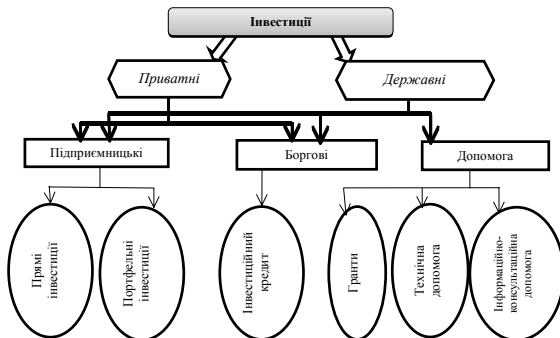 Інвестиції
Приватні
Державні
Підприємницькі
Боргові
Допомога
Прямі
інвестиції
Портфельні
інвестиції
Інвестиційний
кредит
Гранти
Технічна
допомога
Інформаційно-
консультаційна
допомога